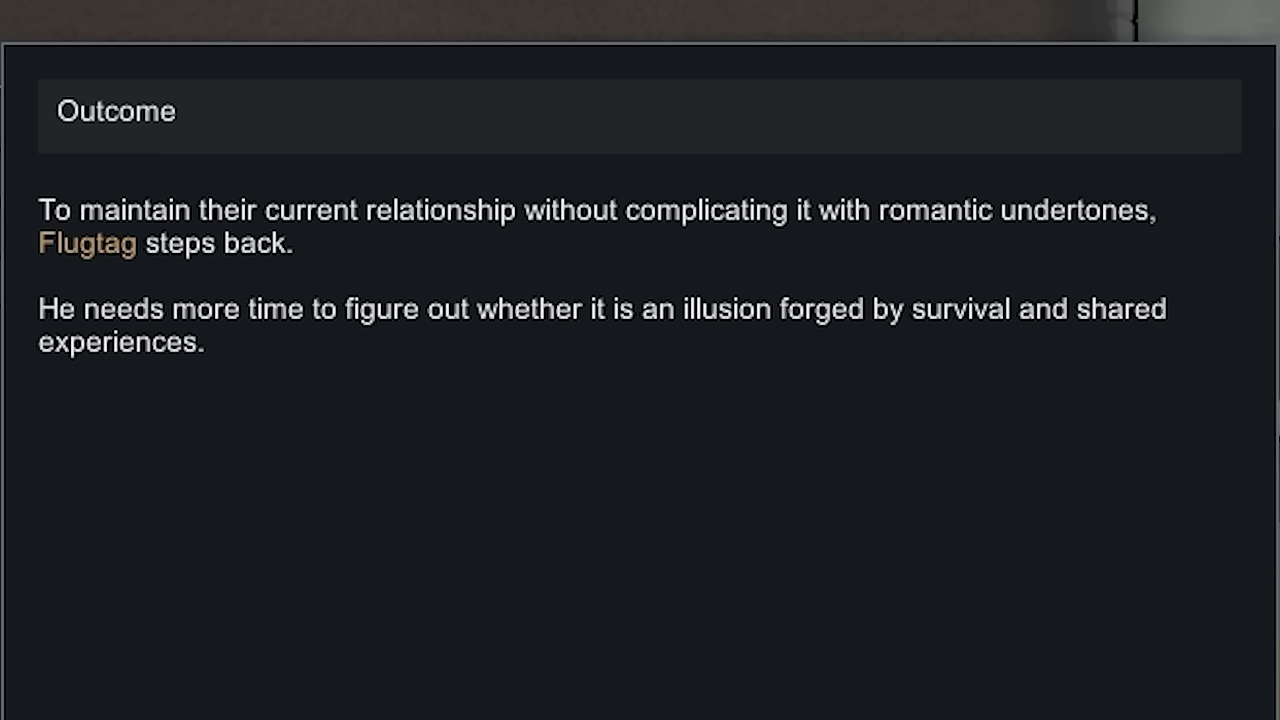 Outcome
To maintain their current relationship without complicating it with romantic undertones,
Flugtag steps back.
He needs more time to figure out whether it is an illusion forged by survival and shared
experiences.